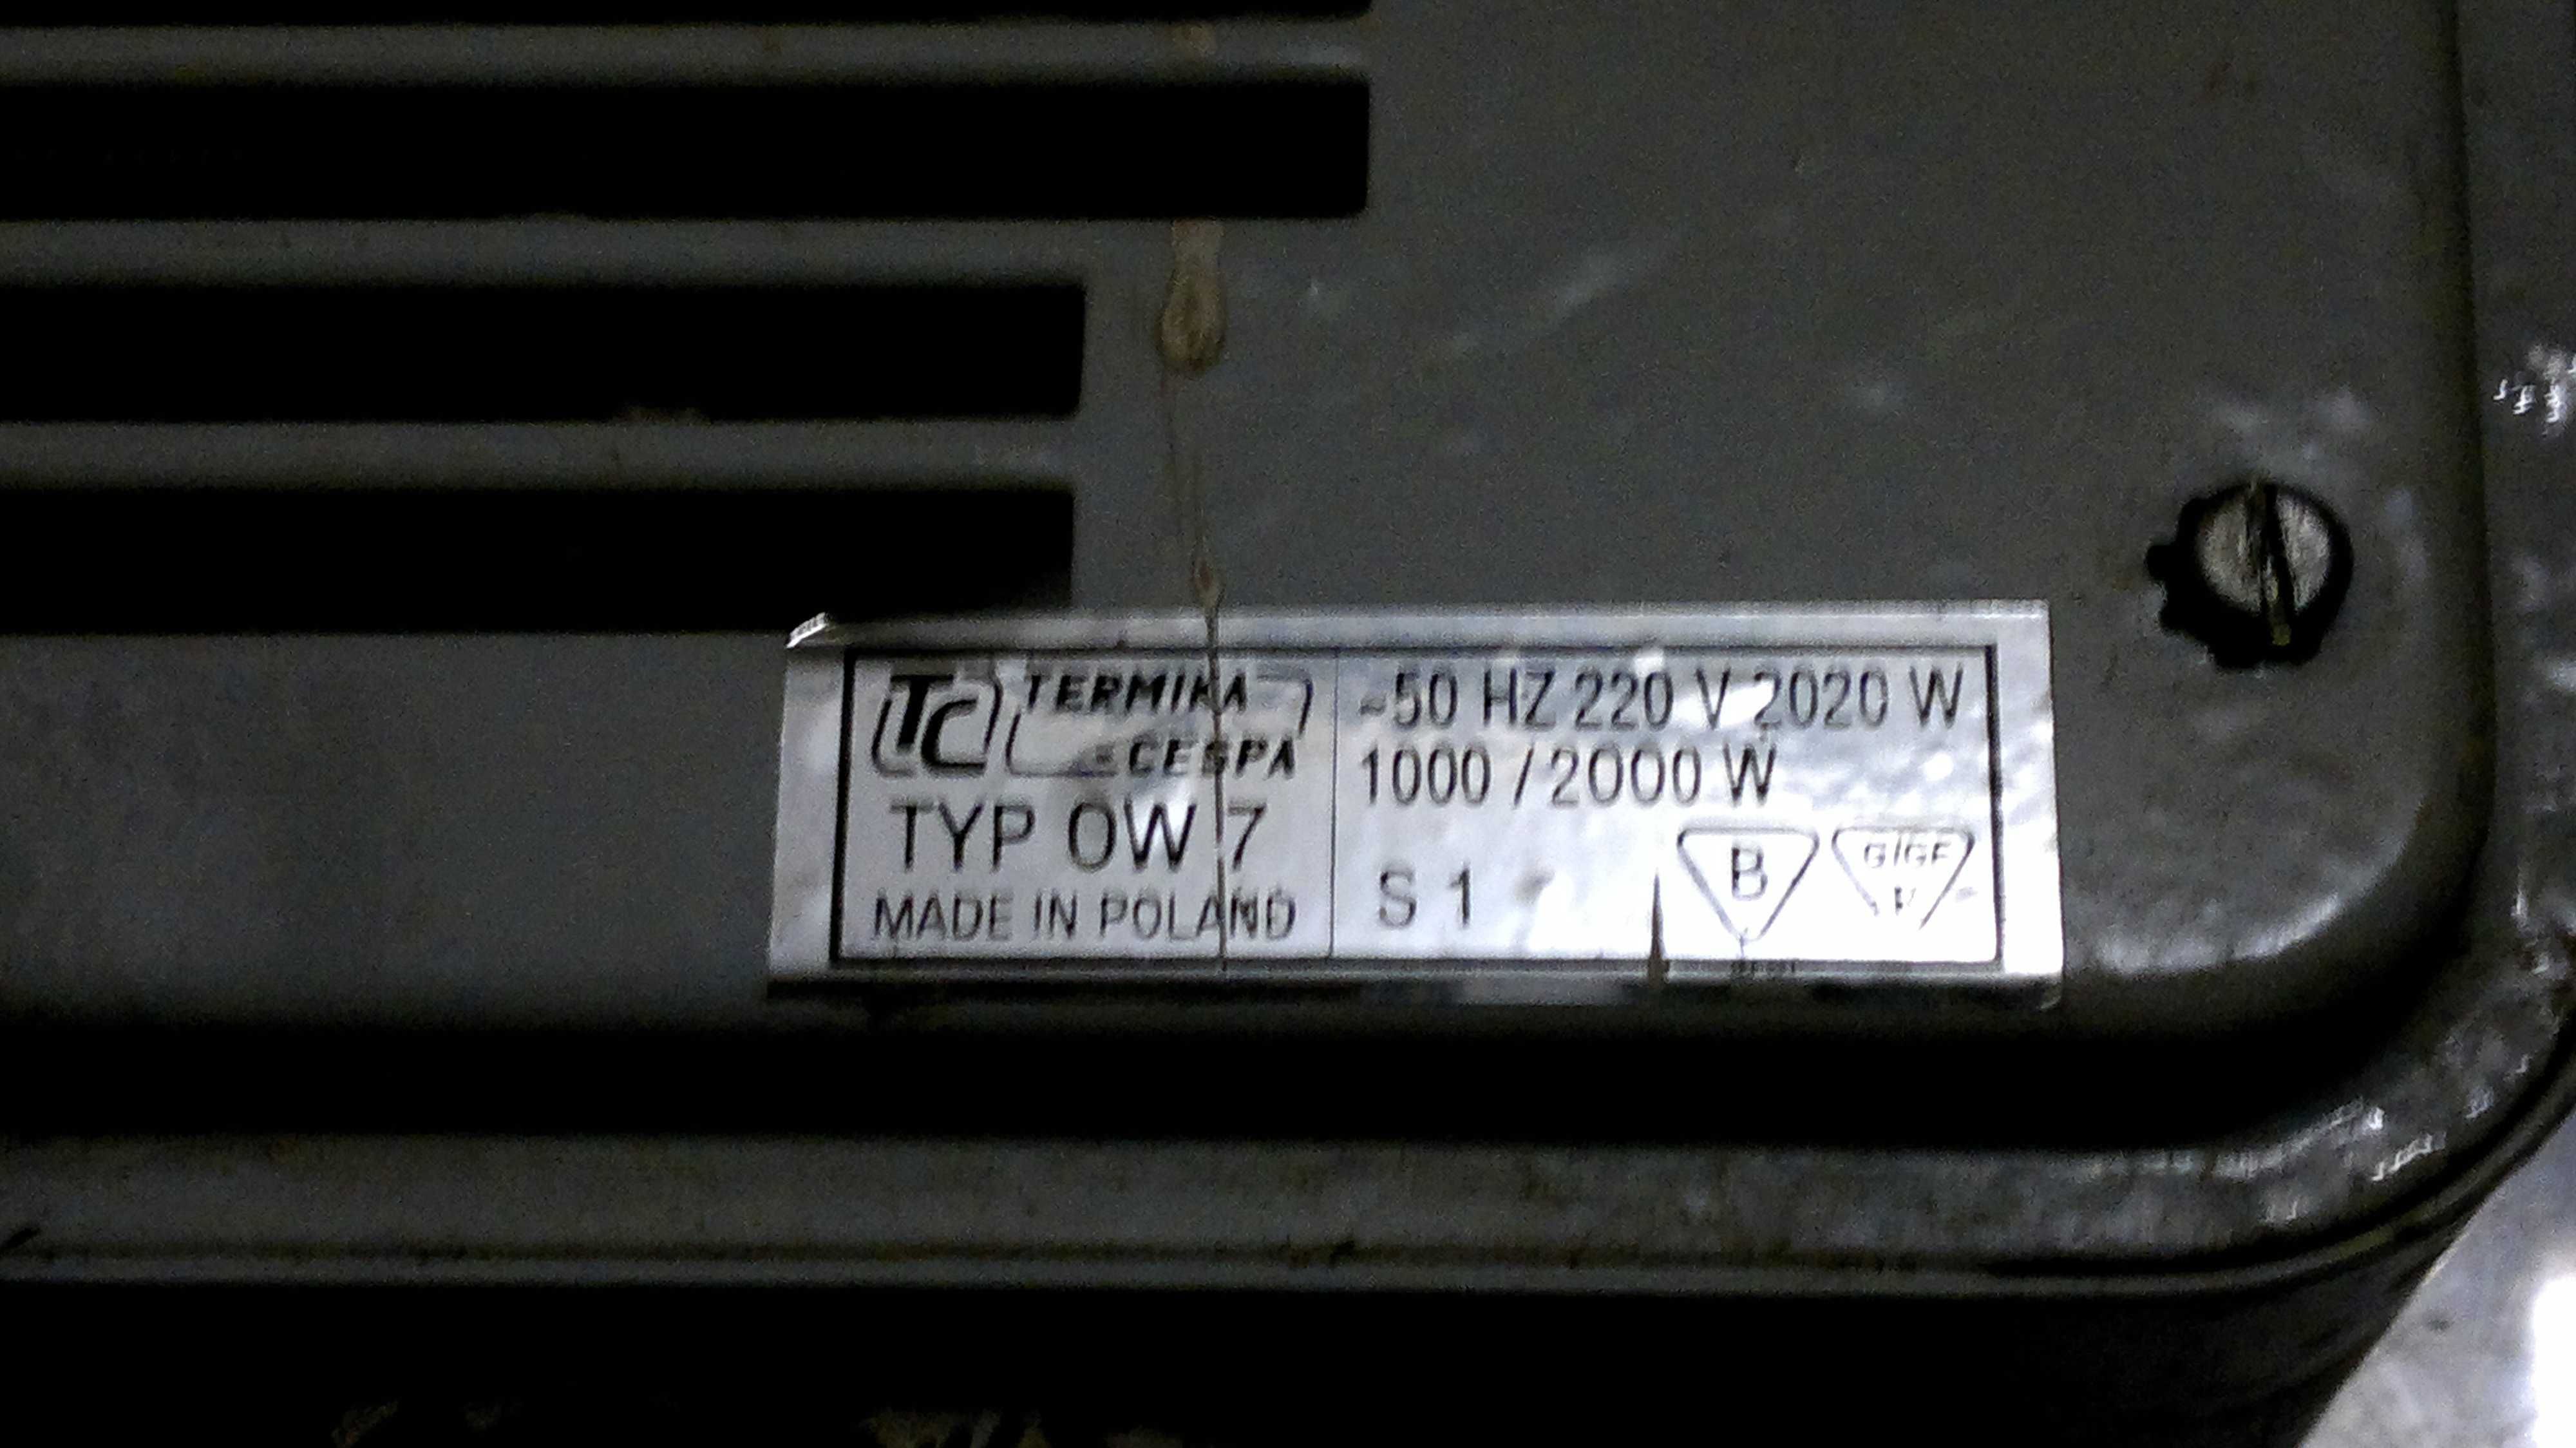 TC TERMIKA
CESPA
TYP OW 7
MADE IN POLAND
~50 HZ 220 V 2020 W
1000 / 2000 W
S 1
B